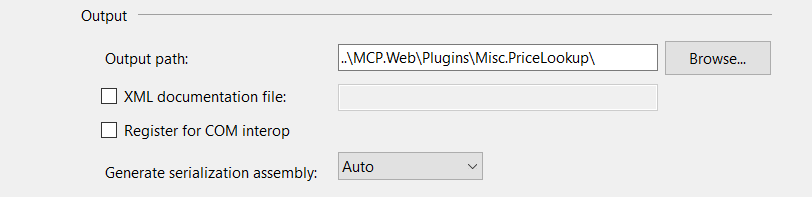 Output
Output path: ..\MCP.Web\Plugins\Misc.PriceLookup\ Browse...
XML documentation file:
Register for COM interop
Generate serialization assembly: Auto